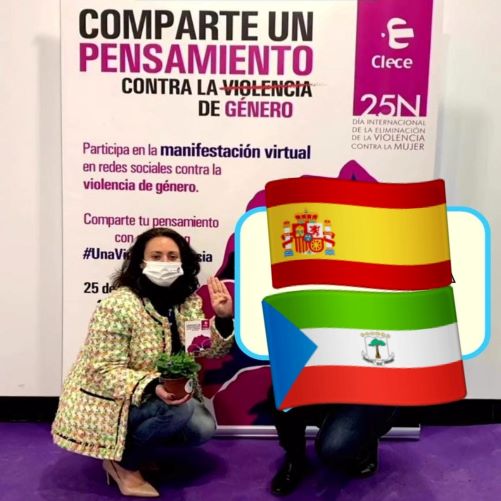 COMPARTE UN
PENSAMIENTO
CONTRA LA VIOLENCIA
DE GÉNERO
Clece
25N
DÍA INTERNACIONAL
DE LA ELIMINACIÓN
DE LA VIOLENCIA
CONTRA LA MUJER
Participa en la manifestación virtual
en redes sociales contra la
violencia de género.
Comparte tu pensamiento
25 de